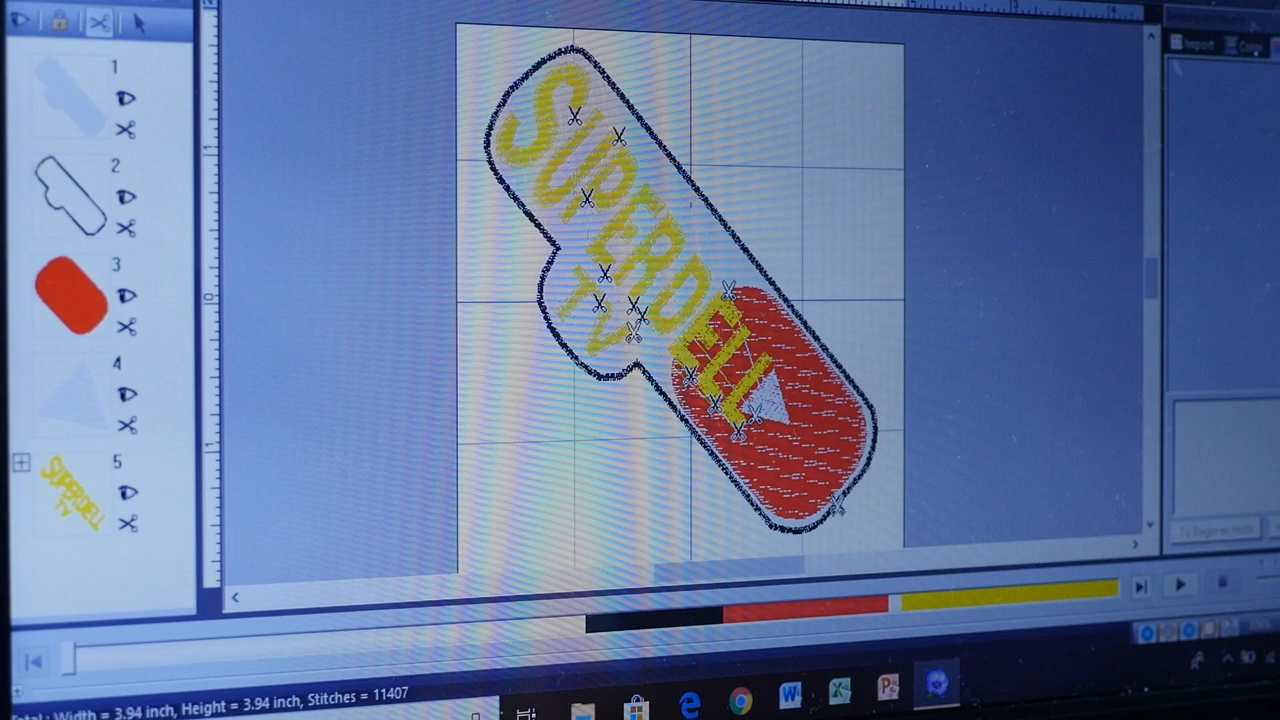 1
2
3
4
5
SUPERDELL
TV
Import
Total : Width = 3.94 inch, Height = 3.94 inch, Stitches = 11407